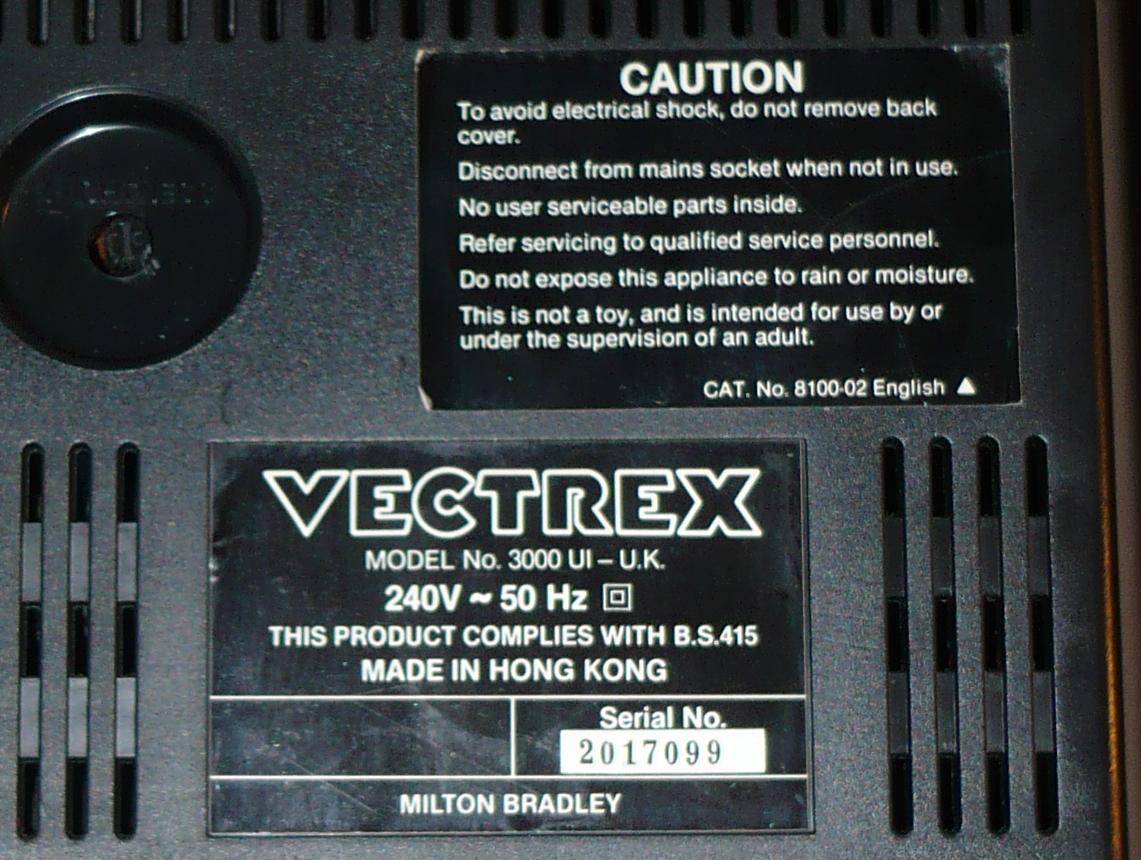 CAUTION
To avoid electrical shock, do not remove back
cover.
Disconnect from mains socket when not in use.
No user serviceable parts inside.
Refer servicing to qualified service personnel.
Do not expose this appliance to rain or moisture.
This is not a toy, and is intended for use by or
under the supervision of an adult.
CAT. No. 8100-02 English
VECTREX
MODEL No. 3000 UI – U.K.
240V ~ 50 Hz
THIS PRODUCT COMPLIES WITH B.S.415
MADE IN HONG KONG
Serial No.
2017099
MILTON BRADLEY